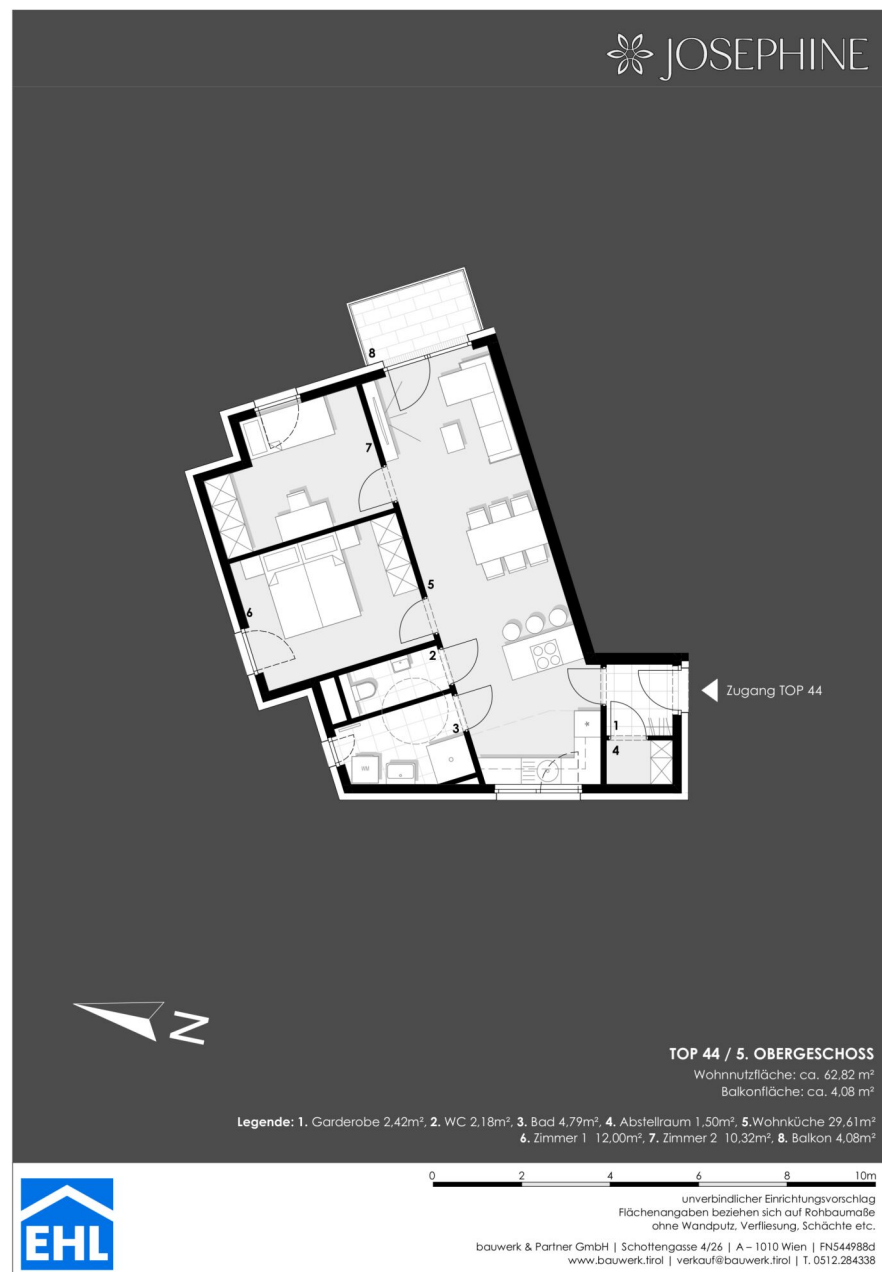 JOSEPHINE
8
7
5
6
2
3
WM
1
4
Zugang TOP 44
N
TOP 44 / 5. OBERGESCHOSS
Wohnnutzfläche: ca. 62,82 m²
Balkonfläche: ca. 4,08 m²
Legende: 1. Garderobe 2,42m², 2. WC 2,18m², 3. Bad 4,79m², 4. Abstellraum 1,50m², 5.Wohnküche 29,61m²
6. Zimmer 1 12,00m², 7. Zimmer 2 10,32m², 8. Balkon 4,08m²
0 2 4 6 8 10m
unverbindlicher Einrichtungsvorschlag
Flächenangaben beziehen sich auf Rohbaumaße
ohne Wandputz, Verfliesung, Schächte etc.
bauwerk & Partner GmbH | Schottengasse 4/26 | A – 1010 Wien | FN544988d
www.bauwerk.tirol | verkauf@bauwerk.tirol | T. 0512.284338
EHL